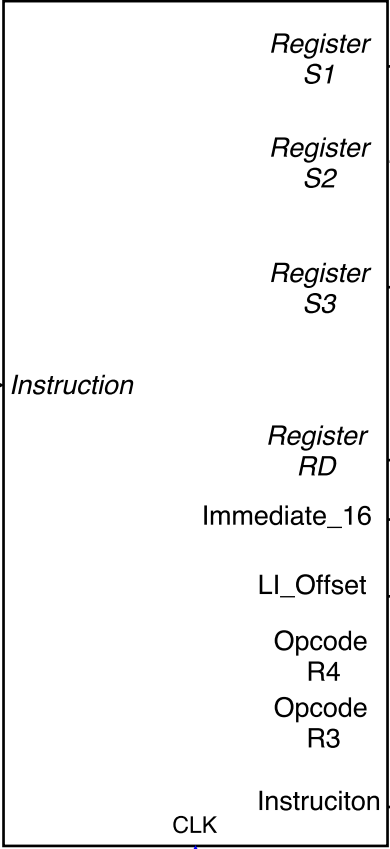 Register
S1
Register
S2
Register
S3
Instruction
Register
RD
Immediate_16
LI_Offset
Opcode
R4
Opcode
R3
Instruciton
CLK